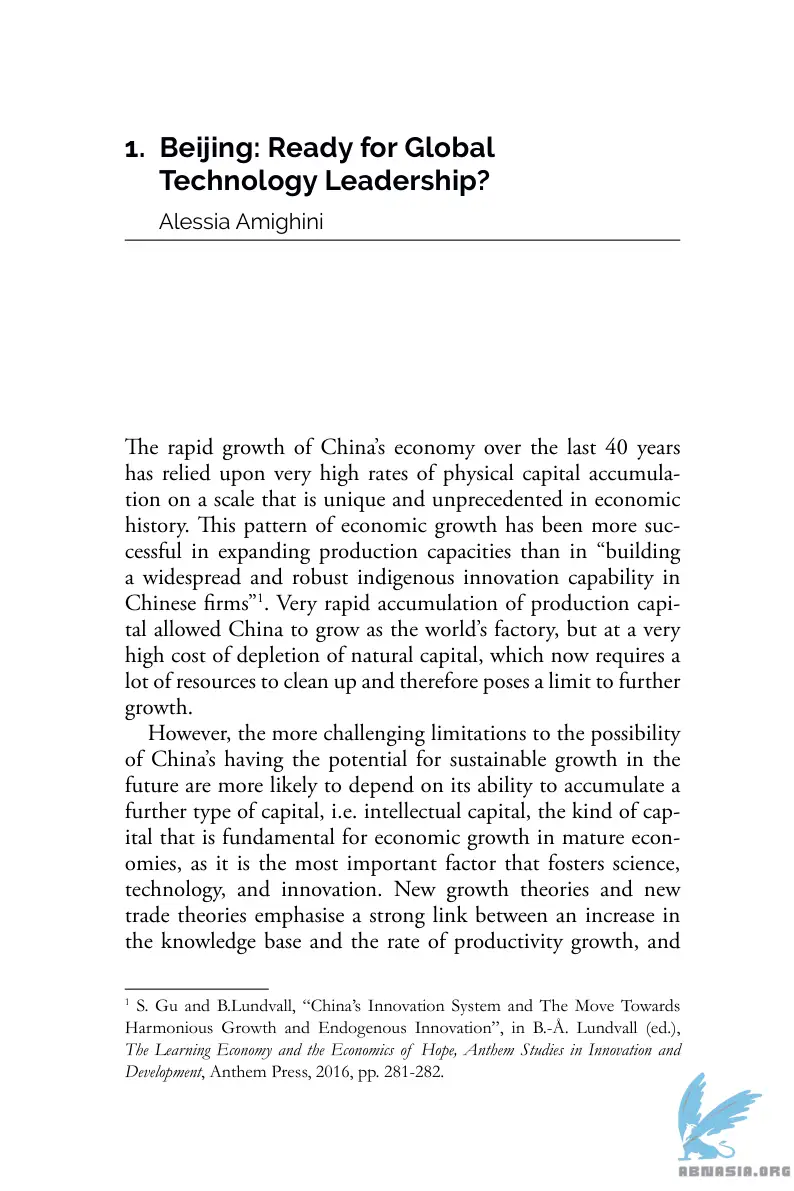 1. Beijing: Ready for Global
Technology Leadership?
Alessia Amighini
The rapid growth of China’s economy over the last 40 years
has relied upon very high rates of physical capital accumula-
tion on a scale that is unique and unprecedented in economic
history. This pattern of economic growth has been more suc-
cessful in expanding production capacities than in “building
a widespread and robust indigenous innovation capability in
Chinese firms”1. Very rapid accumulation of production capi-
tal allowed China to grow as the world’s factory, but at a very
high cost of depletion of natural capital, which now requires a
lot of resources to clean up and therefore poses a limit to further
growth.
However, the more challenging limitations to the possibility
of China’s having the potential for sustainable growth in the
future are more likely to depend on its ability to accumulate a
further type of capital, i.e. intellectual capital, the kind of cap-
ital that is fundamental for economic growth in mature econ-
omies, as it is the most important factor that fosters science,
technology, and innovation. New growth theories and new
trade theories emphasise a strong link between an increase in
the knowledge base and the rate of productivity growth, and
1 S. Gu and B.Lundvall, “China’s Innovation System and The Move Towards
Harmonious Growth and Endogenous Innovation”, in B.-Å. Lundvall (ed.),
The Learning Economy and the Economics of Hope, Anthem Studies in Innovation and
Development, Anthem Press, 2016, pp. 281-282.
ABNASIA.ORG